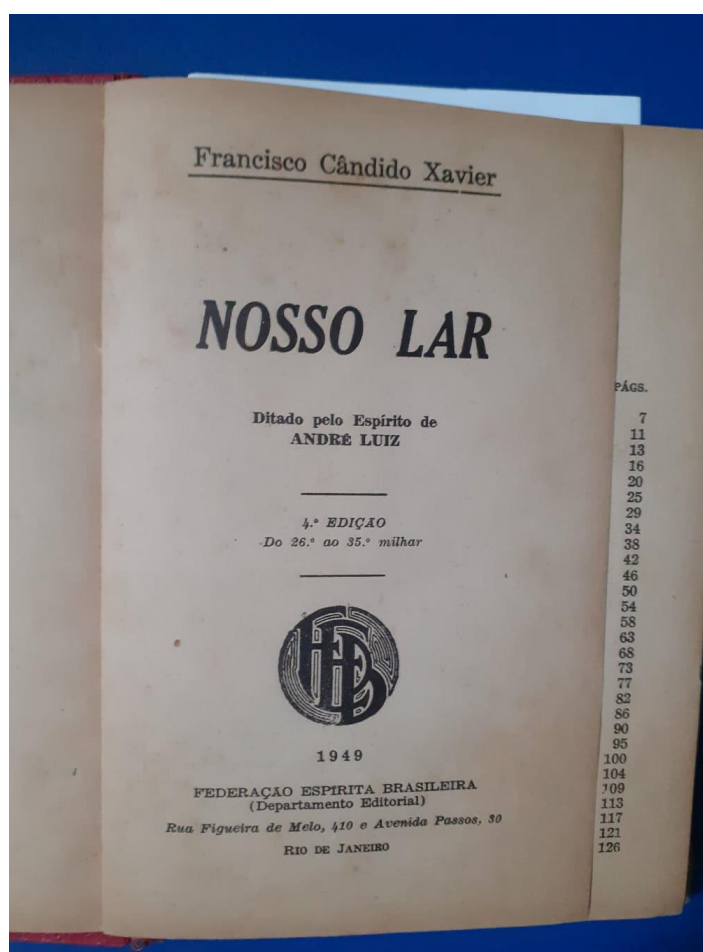 Francisco Cândido Xavier
NOSSO LAR
Ditado pelo Espírito de
ANDRÉ LUIZ
4.ª EDIÇÃO
Do 26.º ao 35.º milhar
FEB
1949
FEDERAÇÃO ESPÍRITA BRASILEIRA
(Departamento Editorial)
Rua Figueira de Melo, 410 e Avenida Passos, 30
RIO DE JANEIRO
PÁGS.
7
11
13
16
20
25
29
34
38
42
46
50
54
58
63
68
73
77
82
86
90
95
100
104
109
113
117
121
126